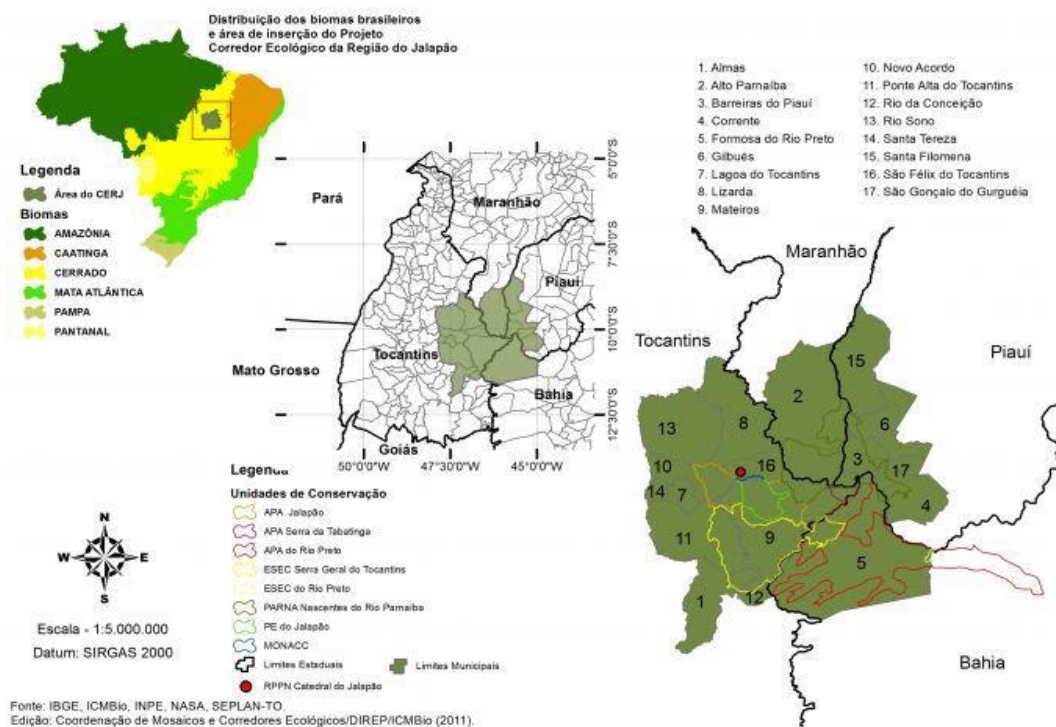 Distribuição dos biomas brasileiros
e área de inserção do Projeto
Corredor Ecológico da Região do Jalapão
Legenda
Área do CERJ
Biomas
AMAZÔNIA
CAATINGA
CERRADO
MATA ATLÂNTICA
PAMPA
PANTANAL
Pará
Maranhão
Piauí
Tocantins
Mato Grosso
Bahia
Goiás
5°0'0"S
7°30'0"S
10°0'0"S
12°30'0"S
50°0'0"W
47°30'0"W
45°0'0"W
1. Almas
2. Alto Parnaíba
3. Barreiras do Piauí
4. Corrente
5. Formosa do Rio Preto
6. Gilbués
7. Lagoa do Tocantins
8. Lizarda
9. Mateiros
10. Novo Acordo
11. Ponte Alta do Tocantins
12. Rio da Conceição
13. Rio Sono
14. Santa Tereza
15. Santa Filomena
16. São Félix do Tocantins
17. São Gonçalo do Gurguéia
Maranhão
Tocantins
Piauí
Bahia
15
2
6
13
8
3
17
10
16
14
7
4
11
9
5
12
1
Legenda
Unidades de Conservação
APA Jalapão
APA Serra da Tabatinga
APA do Rio Preto
ESEC Serra Geral do Tocantins
ESEC do Rio Preto
PARNA Nascentes do Rio Parnaíba
PE do Jalapão
MONACC
Limites Estaduais
Limites Municipais
RPPN Catedral do Jalapão
N
W
E
S
Escala - 1:5.000.000
Datum: SIRGAS 2000
Fonte: IBGE, ICMBio, INPE, NASA, SEPLAN-TO.
Edição: Coordenação de Mosaicos e Corredores Ecológicos/DIREP/ICMBio (2011).